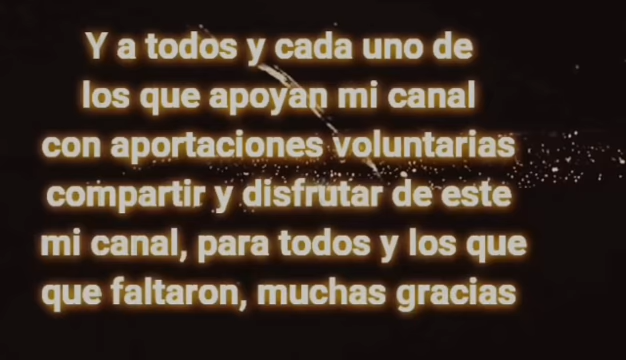 Y a todos y cada uno de
los que apoyan mi canal
con aportaciones voluntarias
compartir y disfrutar de este
mi canal, para todos y los que
que faltaron, muchas gracias